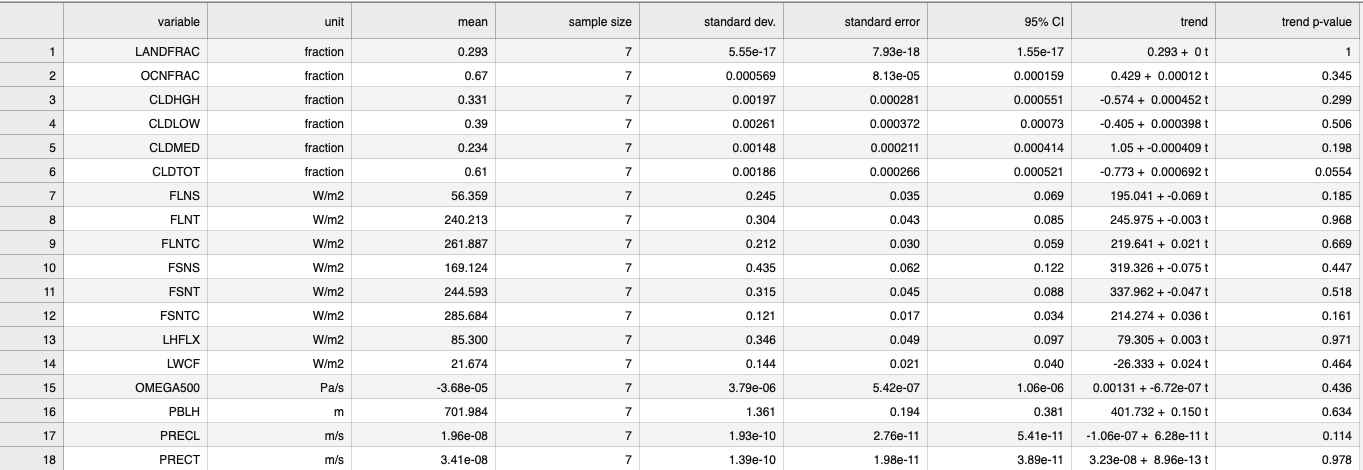 variable unit mean sample size standard dev. standard error 95% CI trend trend p-value
1 LANDFRAC fraction 0.293 7 5.55e-17 7.93e-18 1.55e-17 0.293 + 0 t 1
2 OCNFRAC fraction 0.67 7 0.000569 8.13e-05 0.000159 0.429 + 0.00012 t 0.345
3 CLDHGH fraction 0.331 7 0.00197 0.000281 0.000551 -0.574 + 0.000452 t 0.299
4 CLDLOW fraction 0.39 7 0.00261 0.000372 0.00073 -0.405 + 0.000398 t 0.506
5 CLDMED fraction 0.234 7 0.00148 0.000211 0.000414 1.05 + -0.000409 t 0.198
6 CLDTOT fraction 0.61 7 0.00186 0.000266 0.000521 -0.773 + 0.000692 t 0.0554
7 FLNS W/m2 56.359 7 0.245 0.035 0.069 195.041 + -0.069 t 0.185
8 FLNT W/m2 240.213 7 0.304 0.043 0.085 245.975 + -0.003 t 0.968
9 FLNTC W/m2 261.887 7 0.212 0.030 0.059 219.641 + 0.021 t 0.669
10 FSNS W/m2 169.124 7 0.435 0.062 0.122 319.326 + -0.075 t 0.447
11 FSNT W/m2 244.593 7 0.315 0.045 0.088 337.962 + -0.047 t 0.518
12 FSNTC W/m2 285.684 7 0.121 0.017 0.034 214.274 + 0.036 t 0.161
13 LHFLX W/m2 85.300 7 0.346 0.049 0.097 79.305 + 0.003 t 0.971
14 LWCF W/m2 21.674 7 0.144 0.021 0.040 -26.333 + 0.024 t 0.464
15 OMEGA500 Pa/s -3.68e-05 7 3.79e-06 5.42e-07 1.06e-06 0.00131 + -6.72e-07 t 0.436
16 PBLH m 701.984 7 1.361 0.194 0.381 401.732 + 0.150 t 0.634
17 PRECL m/s 1.96e-08 7 1.93e-10 2.76e-11 5.41e-11 -1.06e-07 + 6.28e-11 t 0.114
18 PRECT m/s 3.41e-08 7 1.39e-10 1.98e-11 3.89e-11 3.23e-08 + 8.96e-13 t 0.978